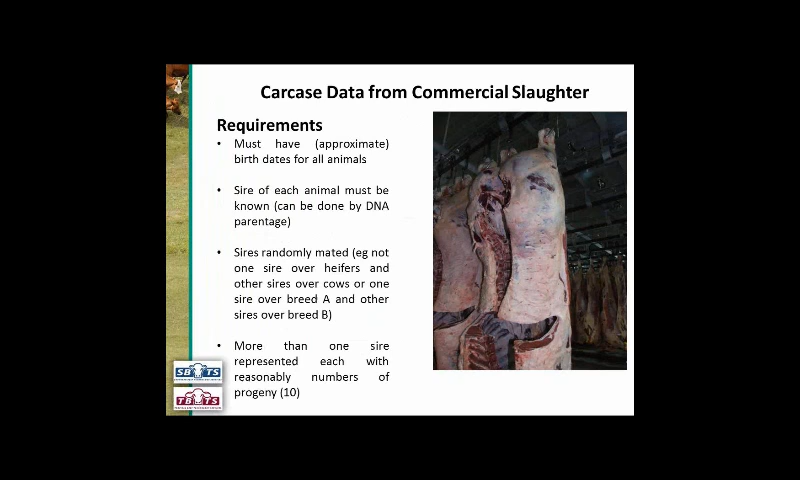 Carcase Data from Commercial Slaughter
Requirements
• Must have (approximate)
birth dates for all animals
• Sire of each animal must be
known (can be done by DNA
parentage)
• Sires randomly mated (eg not
one sire over heifers and
other sires over cows or one
sire over breed A and other
sires over breed B)
• More than one sire
represented each with
reasonably numbers of
progeny (10)
SBTS
TBTS